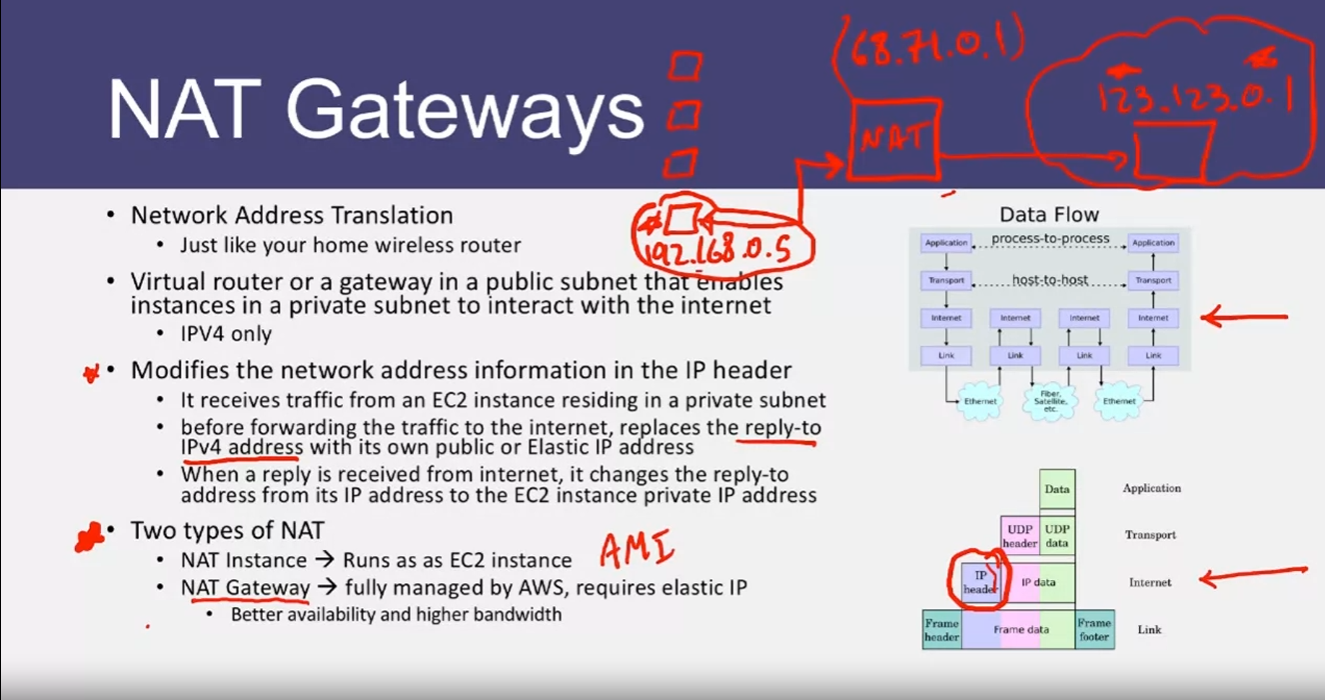 NAT Gateways
(68.71.0.1)
NAT
123.123.0.1
192.168.0.5
• Network Address Translation
• Just like your home wireless router
• Virtual router or a gateway in a public subnet that enables
instances in a private subnet to interact with the internet
• IPV4 only
• Modifies the network address information in the IP header
• It receives traffic from an EC2 instance residing in a private subnet
• before forwarding the traffic to the internet, replaces the reply-to
IPv4 address with its own public or Elastic IP address
• When a reply is received from internet, it changes the reply-to
address from its IP address to the EC2 instance private IP address
• Two types of NAT
• NAT Instance → Runs as as EC2 instance
AMI
• NAT Gateway → fully managed by AWS, requires elastic IP
• Better availability and higher bandwidth
Data Flow
Application process-to-process Application
Transport host-to-host Transport
Internet Internet Internet Internet
Link Link Link Link
Ethernet Fiber, Satellite, etc. Ethernet
Data Application
UDP header UDP data Transport
IP header IP data Internet
Frame header Frame data Frame footer Link